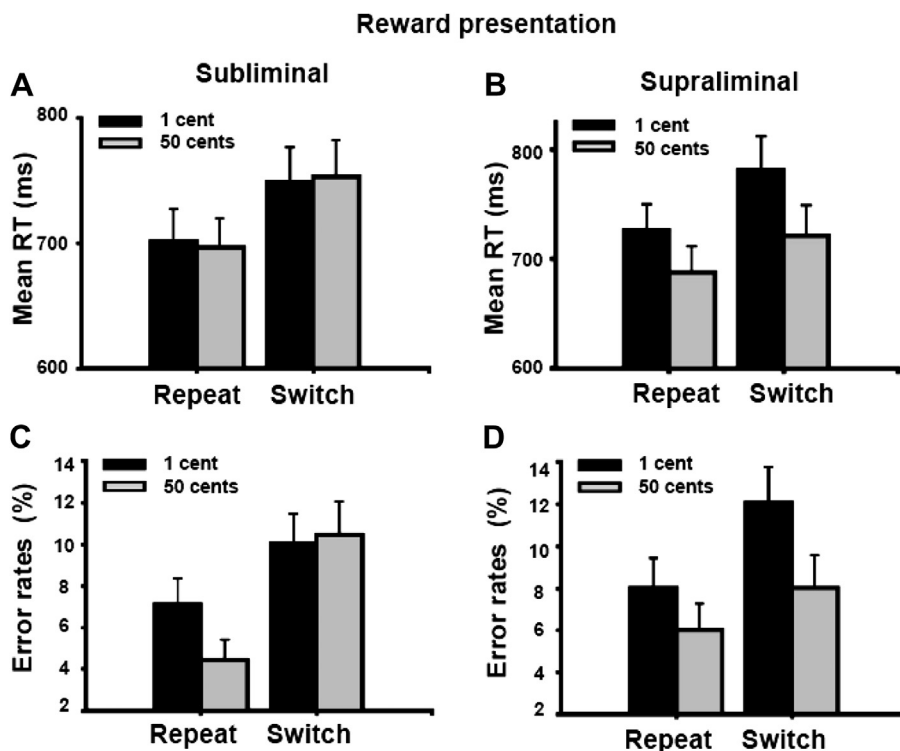 Reward presentation
A
Subliminal
800
700
600
Mean RT (ms)
1 cent
50 cents
Repeat Switch
B
Supraliminal
800
700
600
Mean RT (ms)
1 cent
50 cents
Repeat Switch
C
14
12
10
8
6
4
2
Error rates (%)
1 cent
50 cents
Repeat Switch
D
14
12
10
8
6
4
2
Error rates (%)
1 cent
50 cents
Repeat Switch